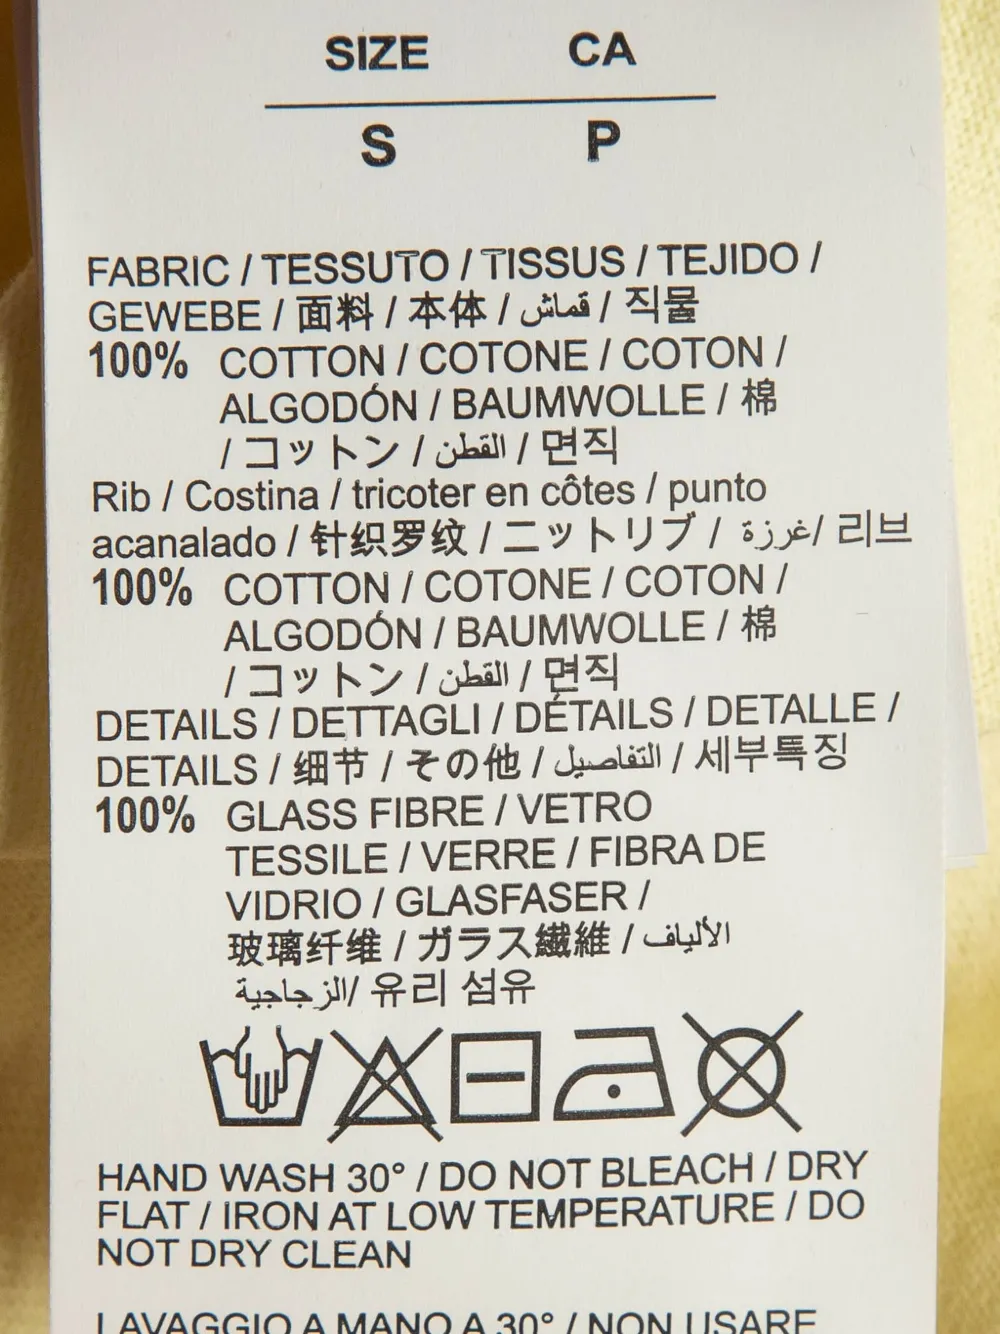 SIZE CA
S P
FABRIC / TESSUTO / TISSUS / TEJIDO /
GEWEBE / 面料 / 本体 / قماش / 직물
100% COTTON / COTONE / COTON /
ALGODÓN / BAUMWOLLE / 棉
/ コットン / القطن / 면직
Rib / Costina / tricoter en côtes / punto
acanalado / 针织罗纹 / ニットリブ / غرزة / 리브
100% COTTON / COTONE / COTON /
ALGODÓN / BAUMWOLLE / 棉
/ コットン / القطن / 면직
DETAILS / DETTAGLI / DÉTAILS / DETALLE /
DETAILS / 细节 / その他 / التفاصيل / 세부특징
100% GLASS FIBRE / VETRO
TESSILE / VERRE / FIBRA DE
VIDRIO / GLASFASER /
玻璃纤维 / ガラス繊維 / الألياف
الزجاجية / 유리 섬유
HAND WASH 30° / DO NOT BLEACH / DRY
FLAT / IRON AT LOW TEMPERATURE / DO
NOT DRY CLEAN
LAVAGGIO A MANO A 30° / NON USARE